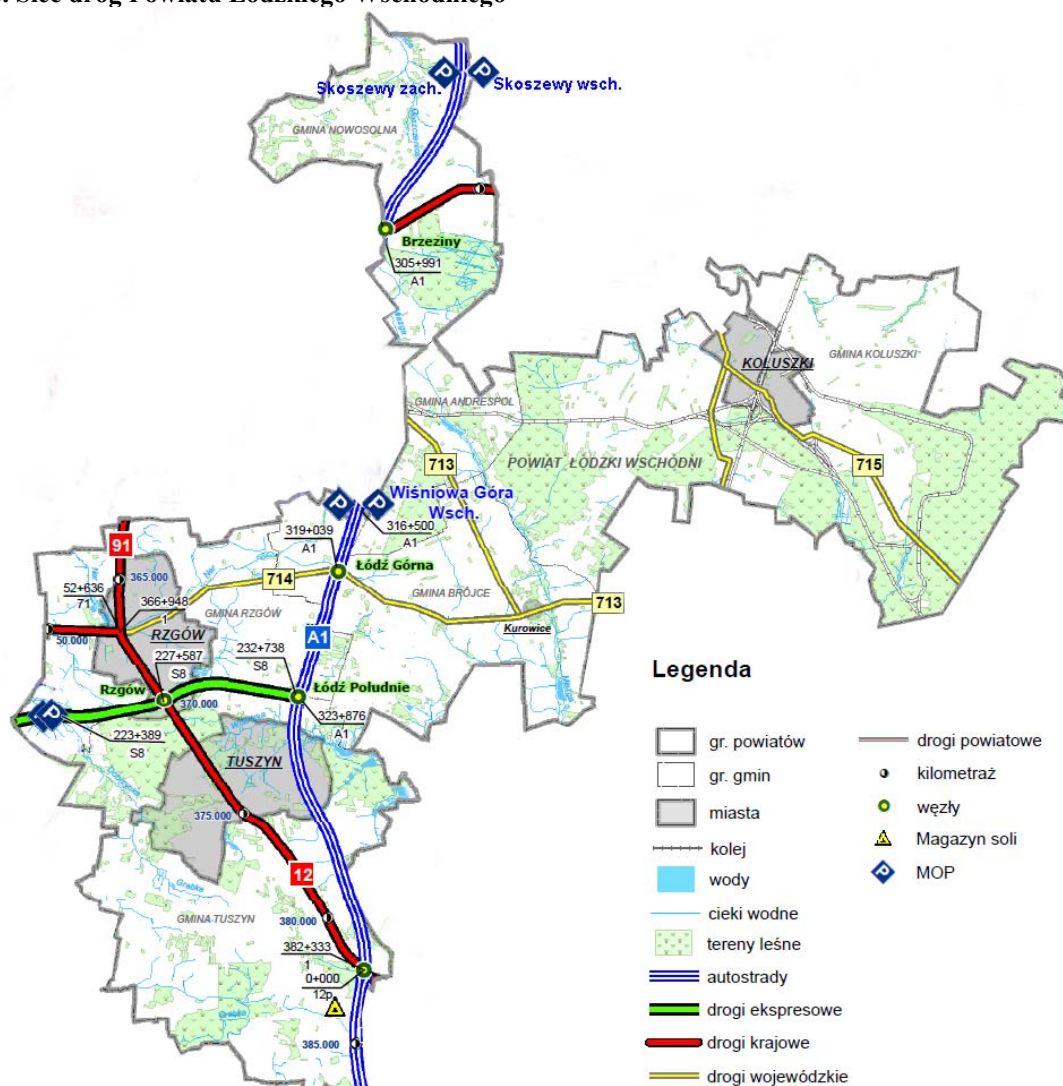 Sieć dróg Powiatu Łódzkiego Wschodniego
Skoszewy zach.
Skoszewy wsch.
GMINA NOWOSOLNA
Brzeziny
305+991
A1
KOLUSZKI
GMINA KOLUSZKI
GMINA ANDRESPOL
713
POWIAT ŁÓDZKI WSCHODNI
715
Wiśniowa Góra
Wsch.
319+039
A1
316+500
A1
91
Łódź Górna
714
365.000
52+636
71
366+948
1
GMINA RZGÓW
GMINA BRÓJCE
713
Kurowice
50.000
RZGÓW
A1
227+587
S8
232+738
S8
Rzgów
Łódź Południe
370.000
323+876
A1
223+389
S8
TUSZYN
375.000
12
Grabka
GMINA TUSZYN
380.000
382+333
1
0+000
12p
Grabka
385.000
Legenda
gr. powiatów
gr. gmin
miasta
kolej
wody
cieki wodne
tereny leśne
autostrady
drogi ekspresowe
drogi krajowe
drogi wojewódzkie
drogi powiatowe
kilometraż
węzły
Magazyn soli
MOP